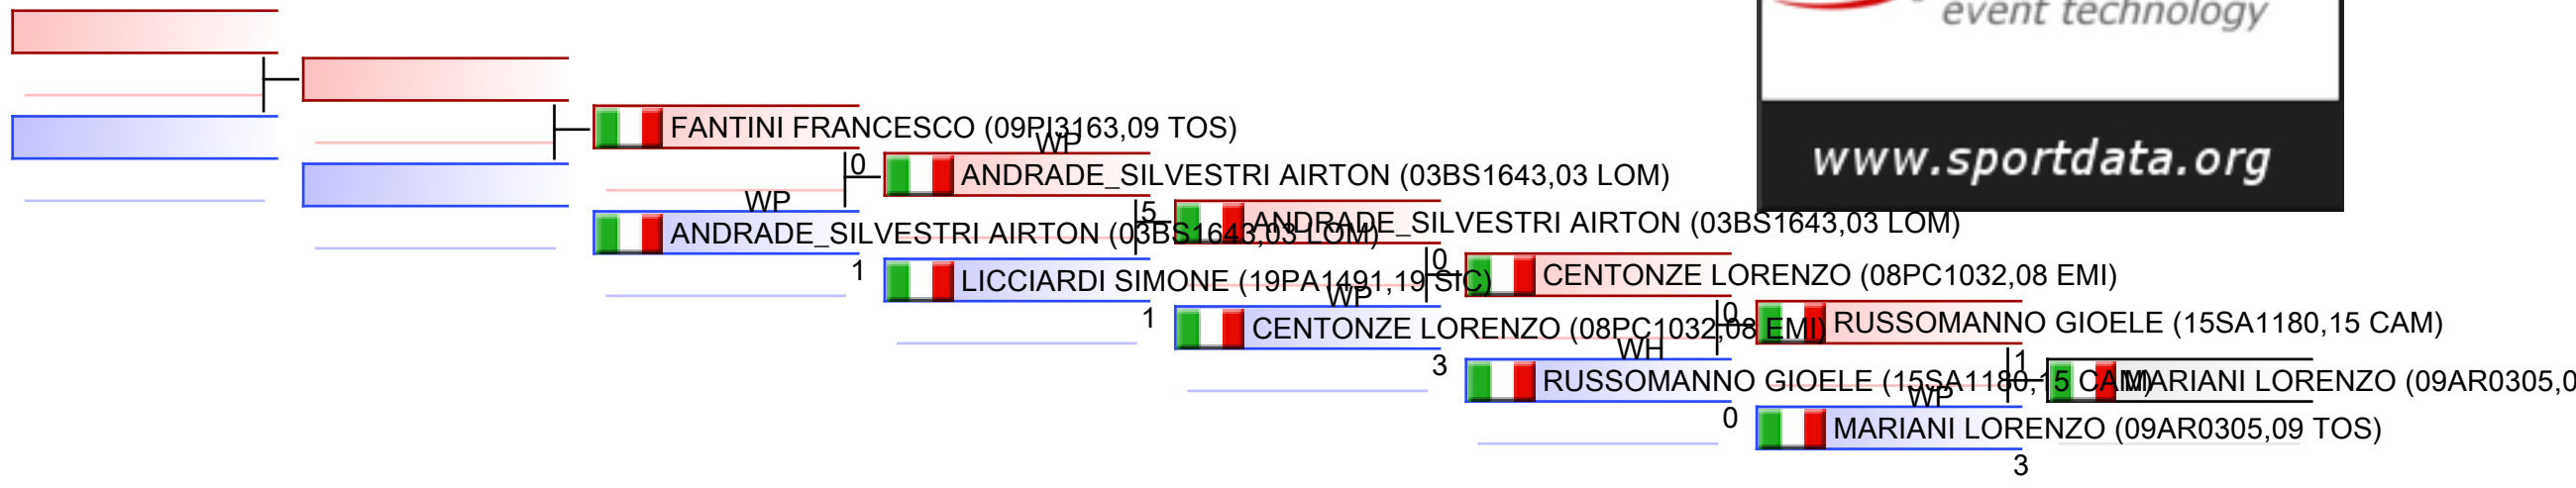 event technology
www.sportdata.org
FANTINI FRANCESCO (09PI3163,09 TOS)
WP
0
ANDRADE_SILVESTRI AIRTON (03BS1643,03 LOM)
WP
5
ANDRADE_SILVESTRI AIRTON (03BS1643,03 LOM)
ANDRADE_SILVESTRI AIRTON (03BS1643,03 LOM)
1
0
LICCIARDI SIMONE (19PA1491,19 SIC)
CENTONZE LORENZO (08PC1032,08 EMI)
WP
1
0
CENTONZE LORENZO (08PC1032,08 EMI)
RUSSOMANNO GIOELE (15SA1180,15 CAM)
WH
3
1
RUSSOMANNO GIOELE (15SA1180,15 CAM)
MARIANI LORENZO (09AR0305,0
WP
0
MARIANI LORENZO (09AR0305,09 TOS)
3